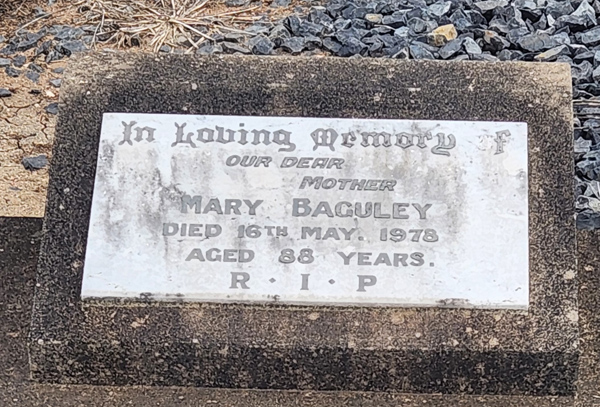 In Loving Memory of
OUR DEAR
MOTHER
MARY BAGULEY
DIED 16TH MAY. 1978
AGED 88 YEARS.
R · I · P